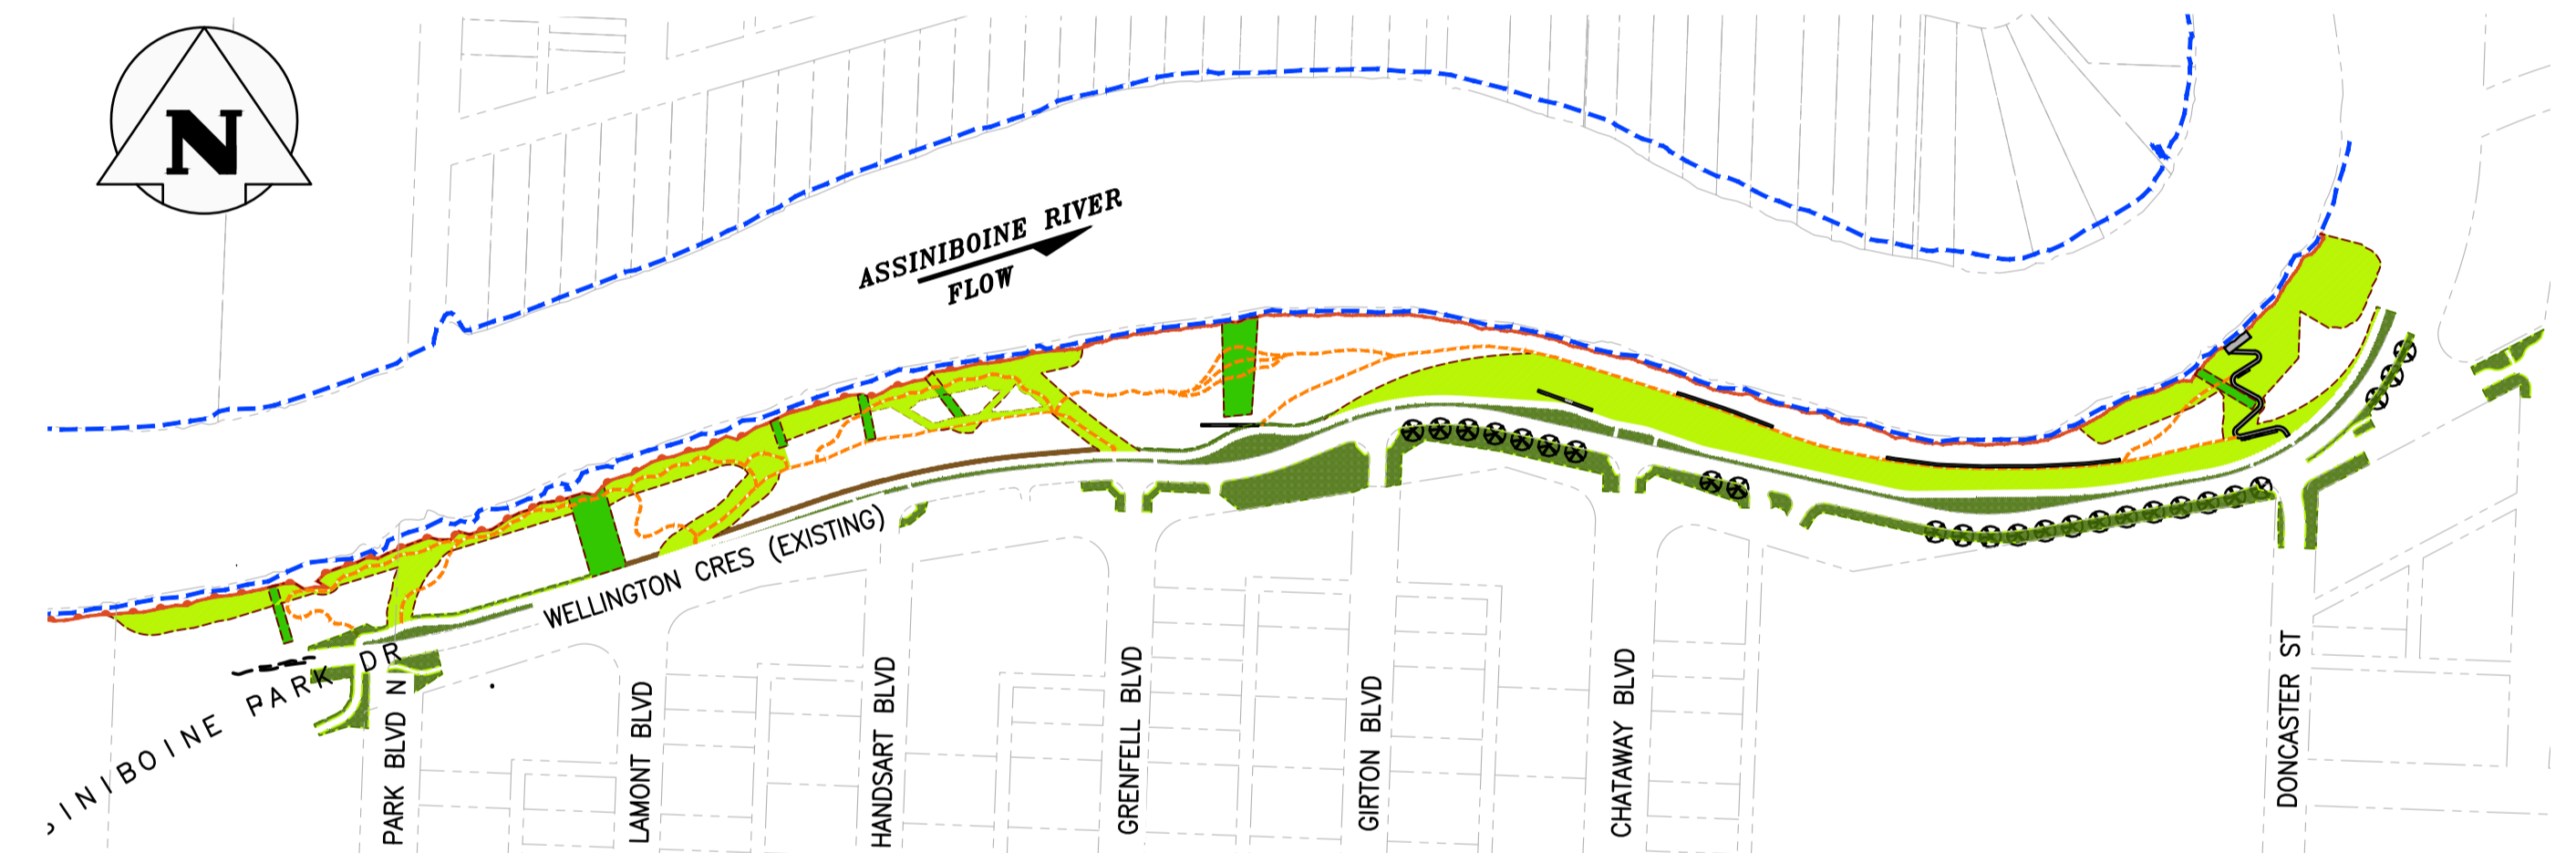 N
ASSINIBOINE RIVER
FLOW
WELLINGTON CRES (EXISTING)
INIBOINE PARK DR
PARK BLVD N
LAMONT BLVD
HANDSART BLVD
GRENFELL BLVD
GIRTON BLVD
CHATAWAY BLVD
DONCASTER ST